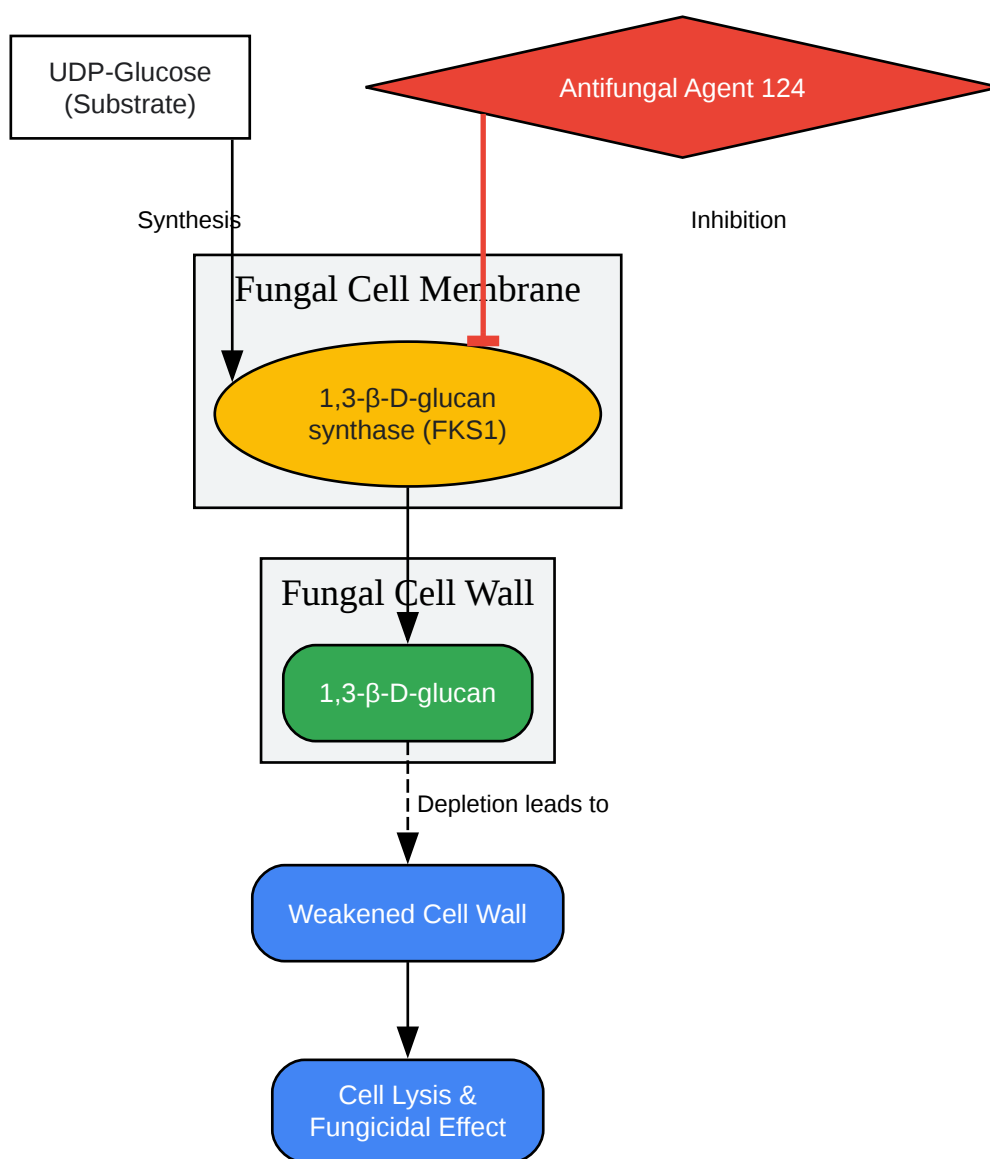 UDP-Glucose
(Substrate)
Antifungal Agent 124
Synthesis
Inhibition
Fungal Cell Membrane
1,3-β-D-glucan
synthase (FKS1)
Fungal Cell Wall
1,3-β-D-glucan
Depletion leads to
Weakened Cell Wall
Cell Lysis &
Fungicidal Effect